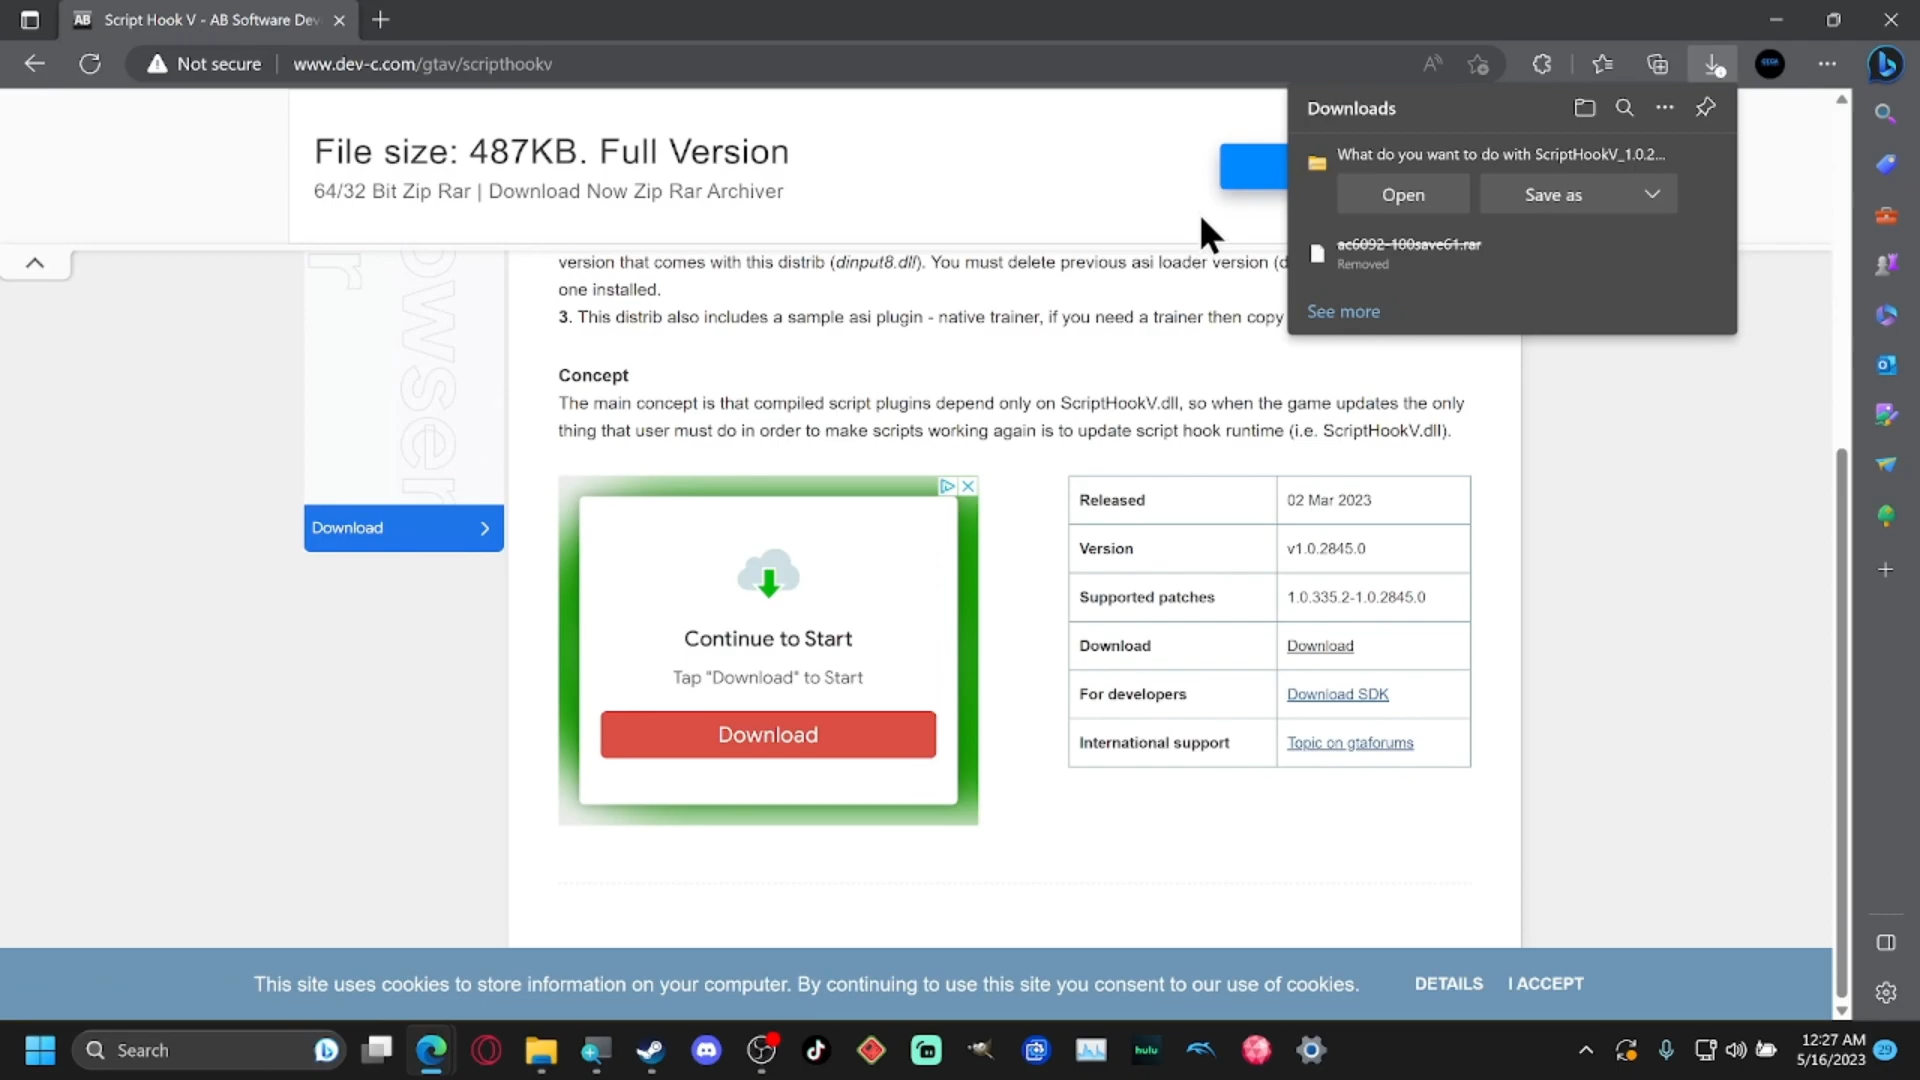 Script Hook V - AB Software Dev
Not secure
www.dev-c.com/gtav/scripthookv
Downloads
What do you want to do with ScriptHookV_1.0.2...
Open
Save as
ac6092-100save61.rar
Removed
See more
File size: 487KB. Full Version
64/32 Bit Zip Rar | Download Now Zip Rar Archiver
version that comes with this distrib (dinput8.dll). You must delete previous asi loader version (d
one installed.
3. This distrib also includes a sample asi plugin - native trainer, if you need a trainer then copy
Concept
The main concept is that compiled script plugins depend only on ScriptHookV.dll, so when the game updates the only
thing that user must do in order to make scripts working again is to update script hook runtime (i.e. ScriptHookV.dll).
owser
r
Download
Continue to Start
Tap "Download" to Start
Download
Released 02 Mar 2023
Version v1.0.2845.0
Supported patches 1.0.335.2-1.0.2845.0
Download Download
For developers Download SDK
International support Topic on gtaforums
This site uses cookies to store information on your computer. By continuing to use this site you consent to our use of cookies. DETAILS I ACCEPT
Search
hulu
12:27 AM
5/16/2023
29